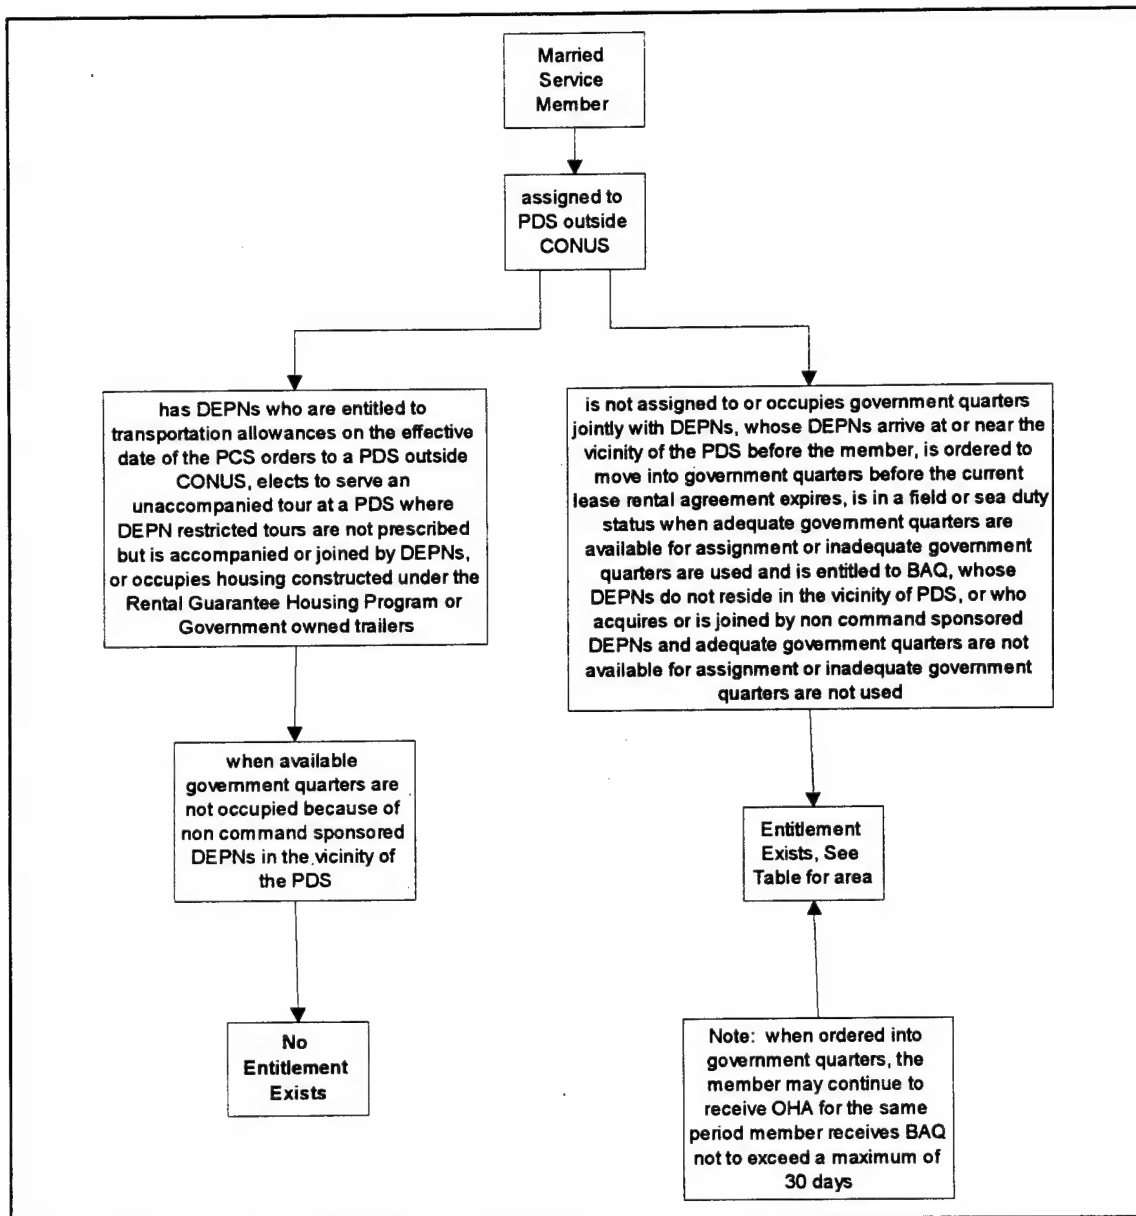 Married
Service
Member
assigned to
PDS outside
CONUS
has DEPNs who are entitled to
transportation allowances on the effective
date of the PCS orders to a PDS outside
CONUS, elects to serve an
unaccompanied tour at a PDS where
DEPN restricted tours are not prescribed
but is accompanied or joined by DEPNs,
or occupies housing constructed under the
Rental Guarantee Housing Program or
Government owned trailers
when available
government quarters are
not occupied because of
non command sponsored
DEPNs in the vicinity of
the PDS
No
Entitlement
Exists
is not assigned to or occupies government quarters
jointly with DEPNs, whose DEPNs arrive at or near the
vicinity of the PDS before the member, is ordered to
move into government quarters before the current
lease rental agreement expires, is in a field or sea duty
status when adequate government quarters are
available for assignment or inadequate government
quarters are used and is entitled to BAQ, whose
DEPNs do not reside in the vicinity of PDS, or who
acquires or is joined by non command sponsored
DEPNs and adequate government quarters are not
available for assignment or inadequate government
quarters are not used
Entitlement
Exists, See
Table for area
Note: when ordered into
government quarters, the
member may continue to
receive OHA for the same
period member receives BAQ
not to exceed a maximum of
30 days